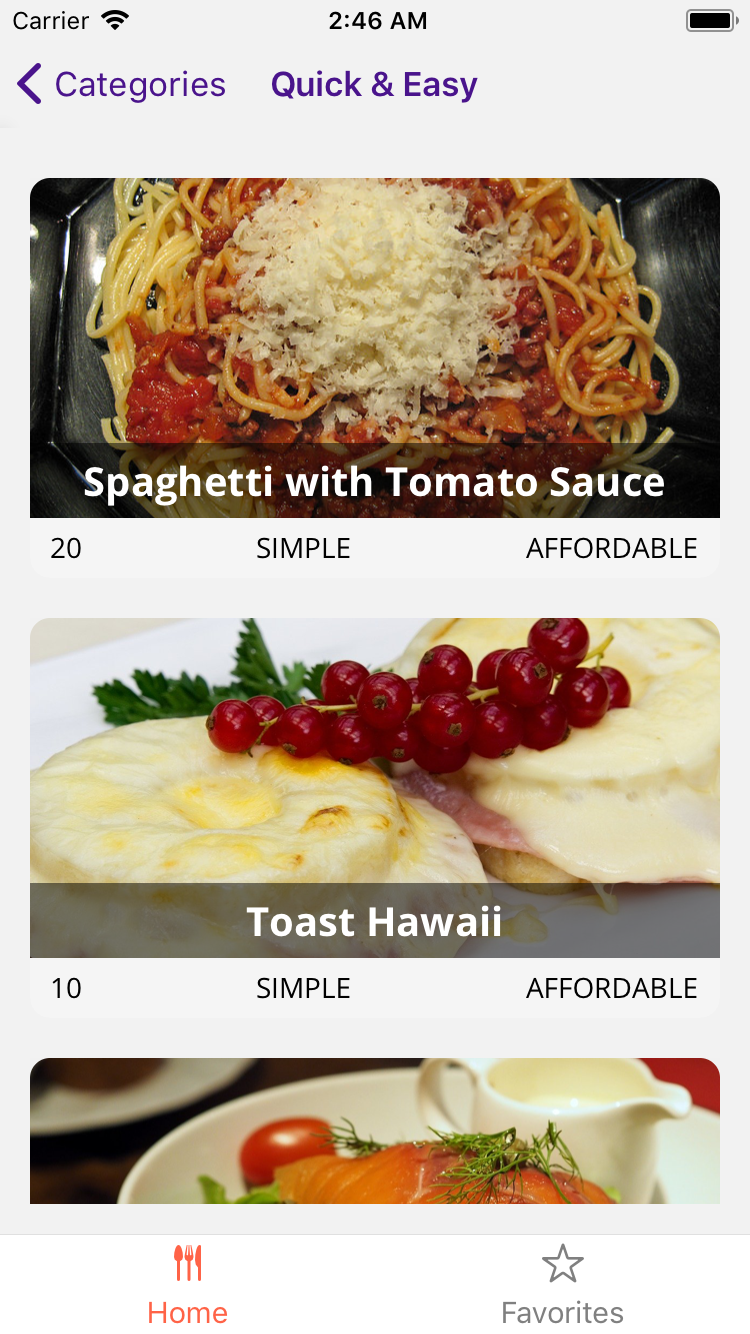 Carrier 2:46 AM
Categories Quick & Easy
Spaghetti with Tomato Sauce
20 SIMPLE AFFORDABLE
Toast Hawaii
10 SIMPLE AFFORDABLE
Home Favorites